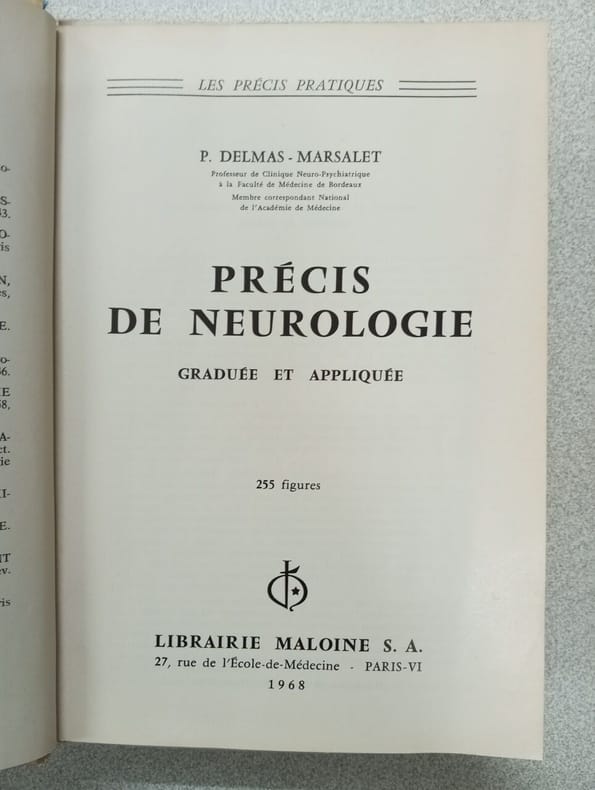 LES PRÉCIS PRATIQUES
P. DELMAS - MARSALET
Professeur de Clinique Neuro-Psychiatrique
à la Faculté de Médecine de Bordeaux
Membre correspondant National
de l'Académie de Médecine
PRÉCIS
DE NEUROLOGIE
GRADUÉE ET APPLIQUÉE
255 figures
LIBRAIRIE MALOINE S. A.
27, rue de l'École-de-Médecine - PARIS-VI
1968